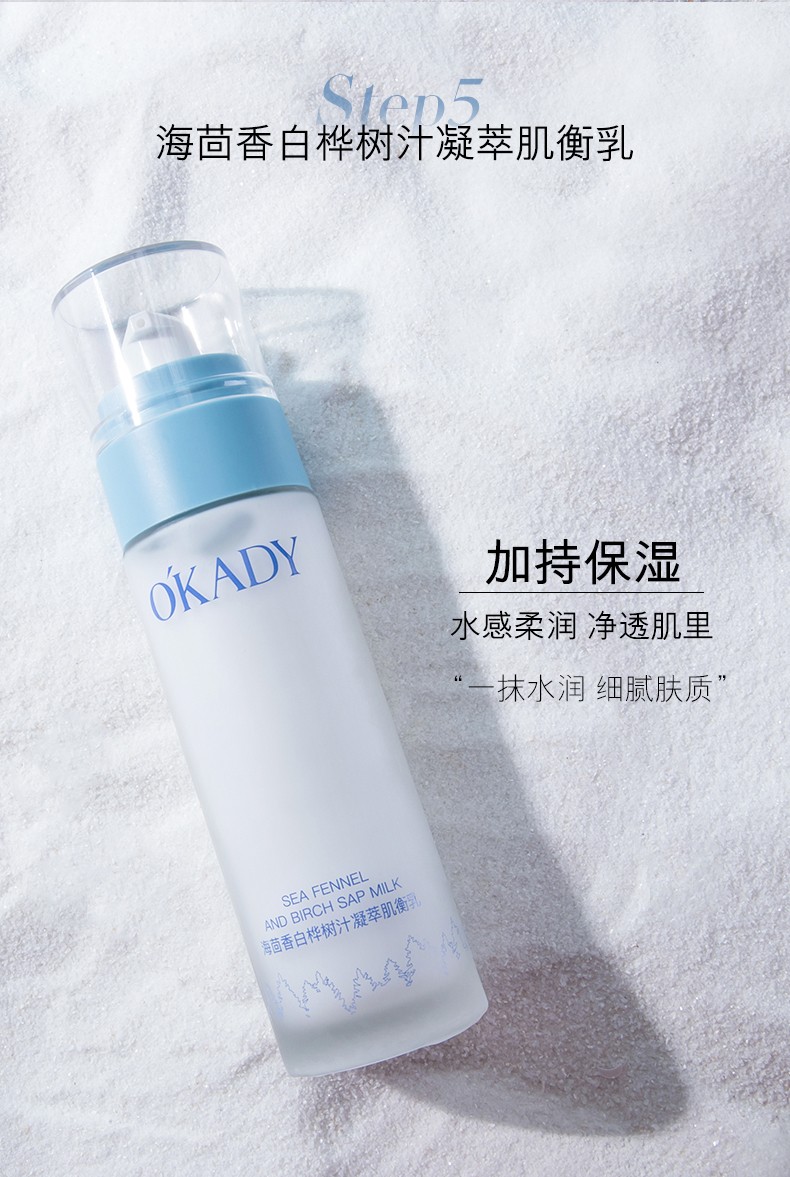 Step5
海茴香白桦树汁凝萃肌衡乳
O'KADY
加持保湿
水感柔润 净透肌里
“一抹水润 细腻肤质”
SEA FENNEL
AND BIRCH SAP MILK
海茴香白桦树汁凝萃肌衡乳